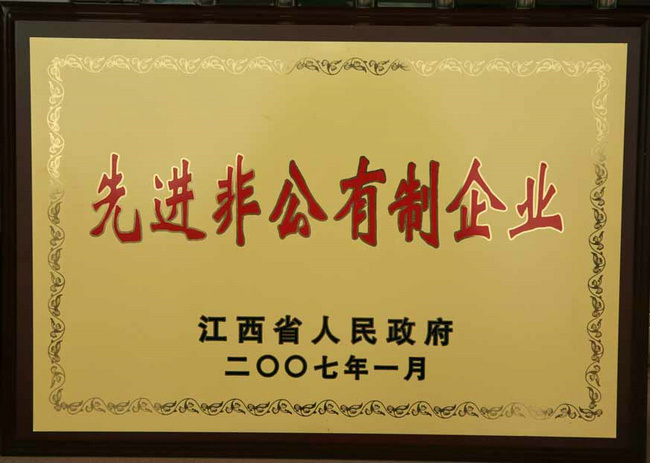 先进非公有制企业
江西省人民政府
二〇〇七年一月